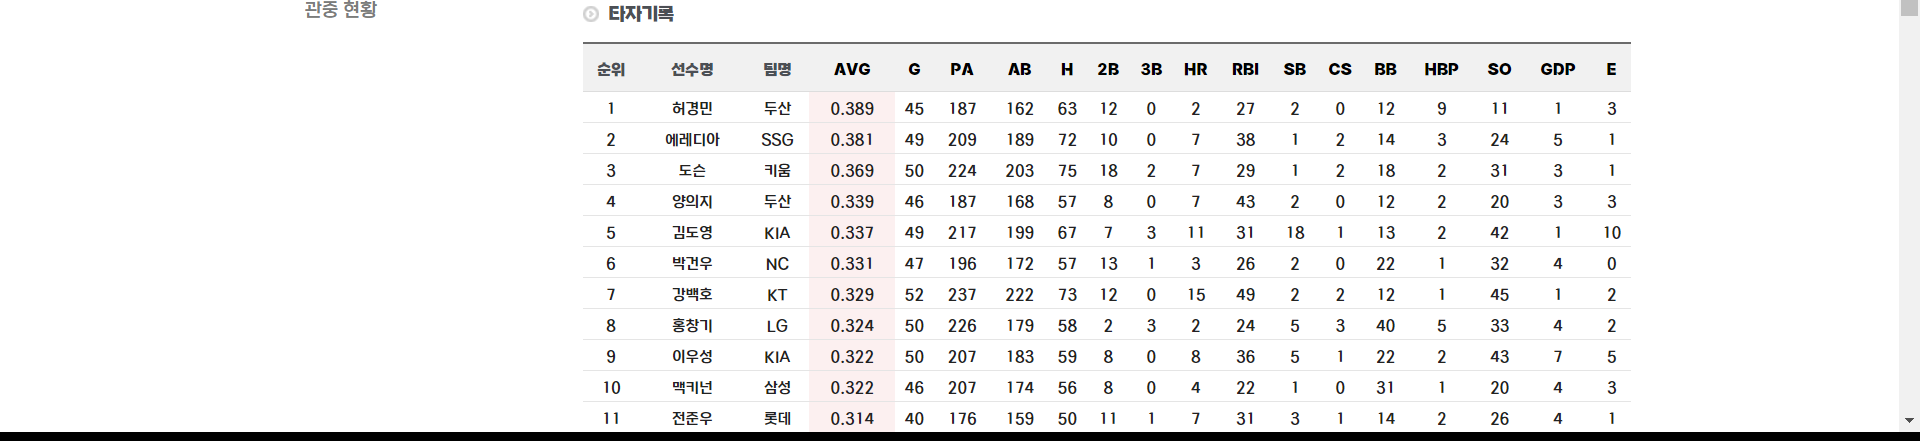 관중 현황
타자기록
순위 선수명 팀명 AVG G PA AB H 2B 3B HR RBI SB CS BB HBP SO GDP E
1 허경민 두산 0.389 45 187 162 63 12 0 2 27 2 0 12 9 11 1 3
2 에레디아 SSG 0.381 49 209 189 72 10 0 7 38 1 2 14 3 24 5 1
3 도슨 키움 0.369 50 224 203 75 18 2 7 29 1 2 18 2 31 3 1
4 양의지 두산 0.339 46 187 168 57 8 0 7 43 2 0 12 2 20 3 3
5 김도영 KIA 0.337 49 217 199 67 7 3 11 31 18 1 13 2 42 1 10
6 박건우 NC 0.331 47 196 172 57 13 1 3 26 2 0 22 1 32 4 0
7 강백호 KT 0.329 52 237 222 73 12 0 15 49 2 2 12 1 45 1 2
8 홍창기 LG 0.324 50 226 179 58 2 3 2 24 5 3 40 5 33 4 2
9 이우성 KIA 0.322 50 207 183 59 8 0 8 36 5 1 22 2 43 7 5
10 맥키넌 삼성 0.322 46 207 174 56 8 0 4 22 1 0 31 1 20 4 3
11 전준우 롯데 0.314 40 176 159 50 11 1 7 31 3 1 14 2 26 4 1